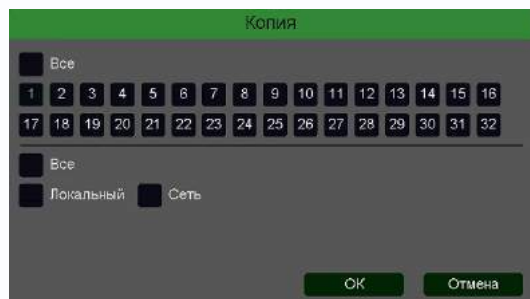 Копия
Все
1 2 3 4 5 6 7 8 9 10 11 12 13 14 15 16
17 18 19 20 21 22 23 24 25 26 27 28 29 30 31 32
Все
Локальный Сеть
ОК Отмена